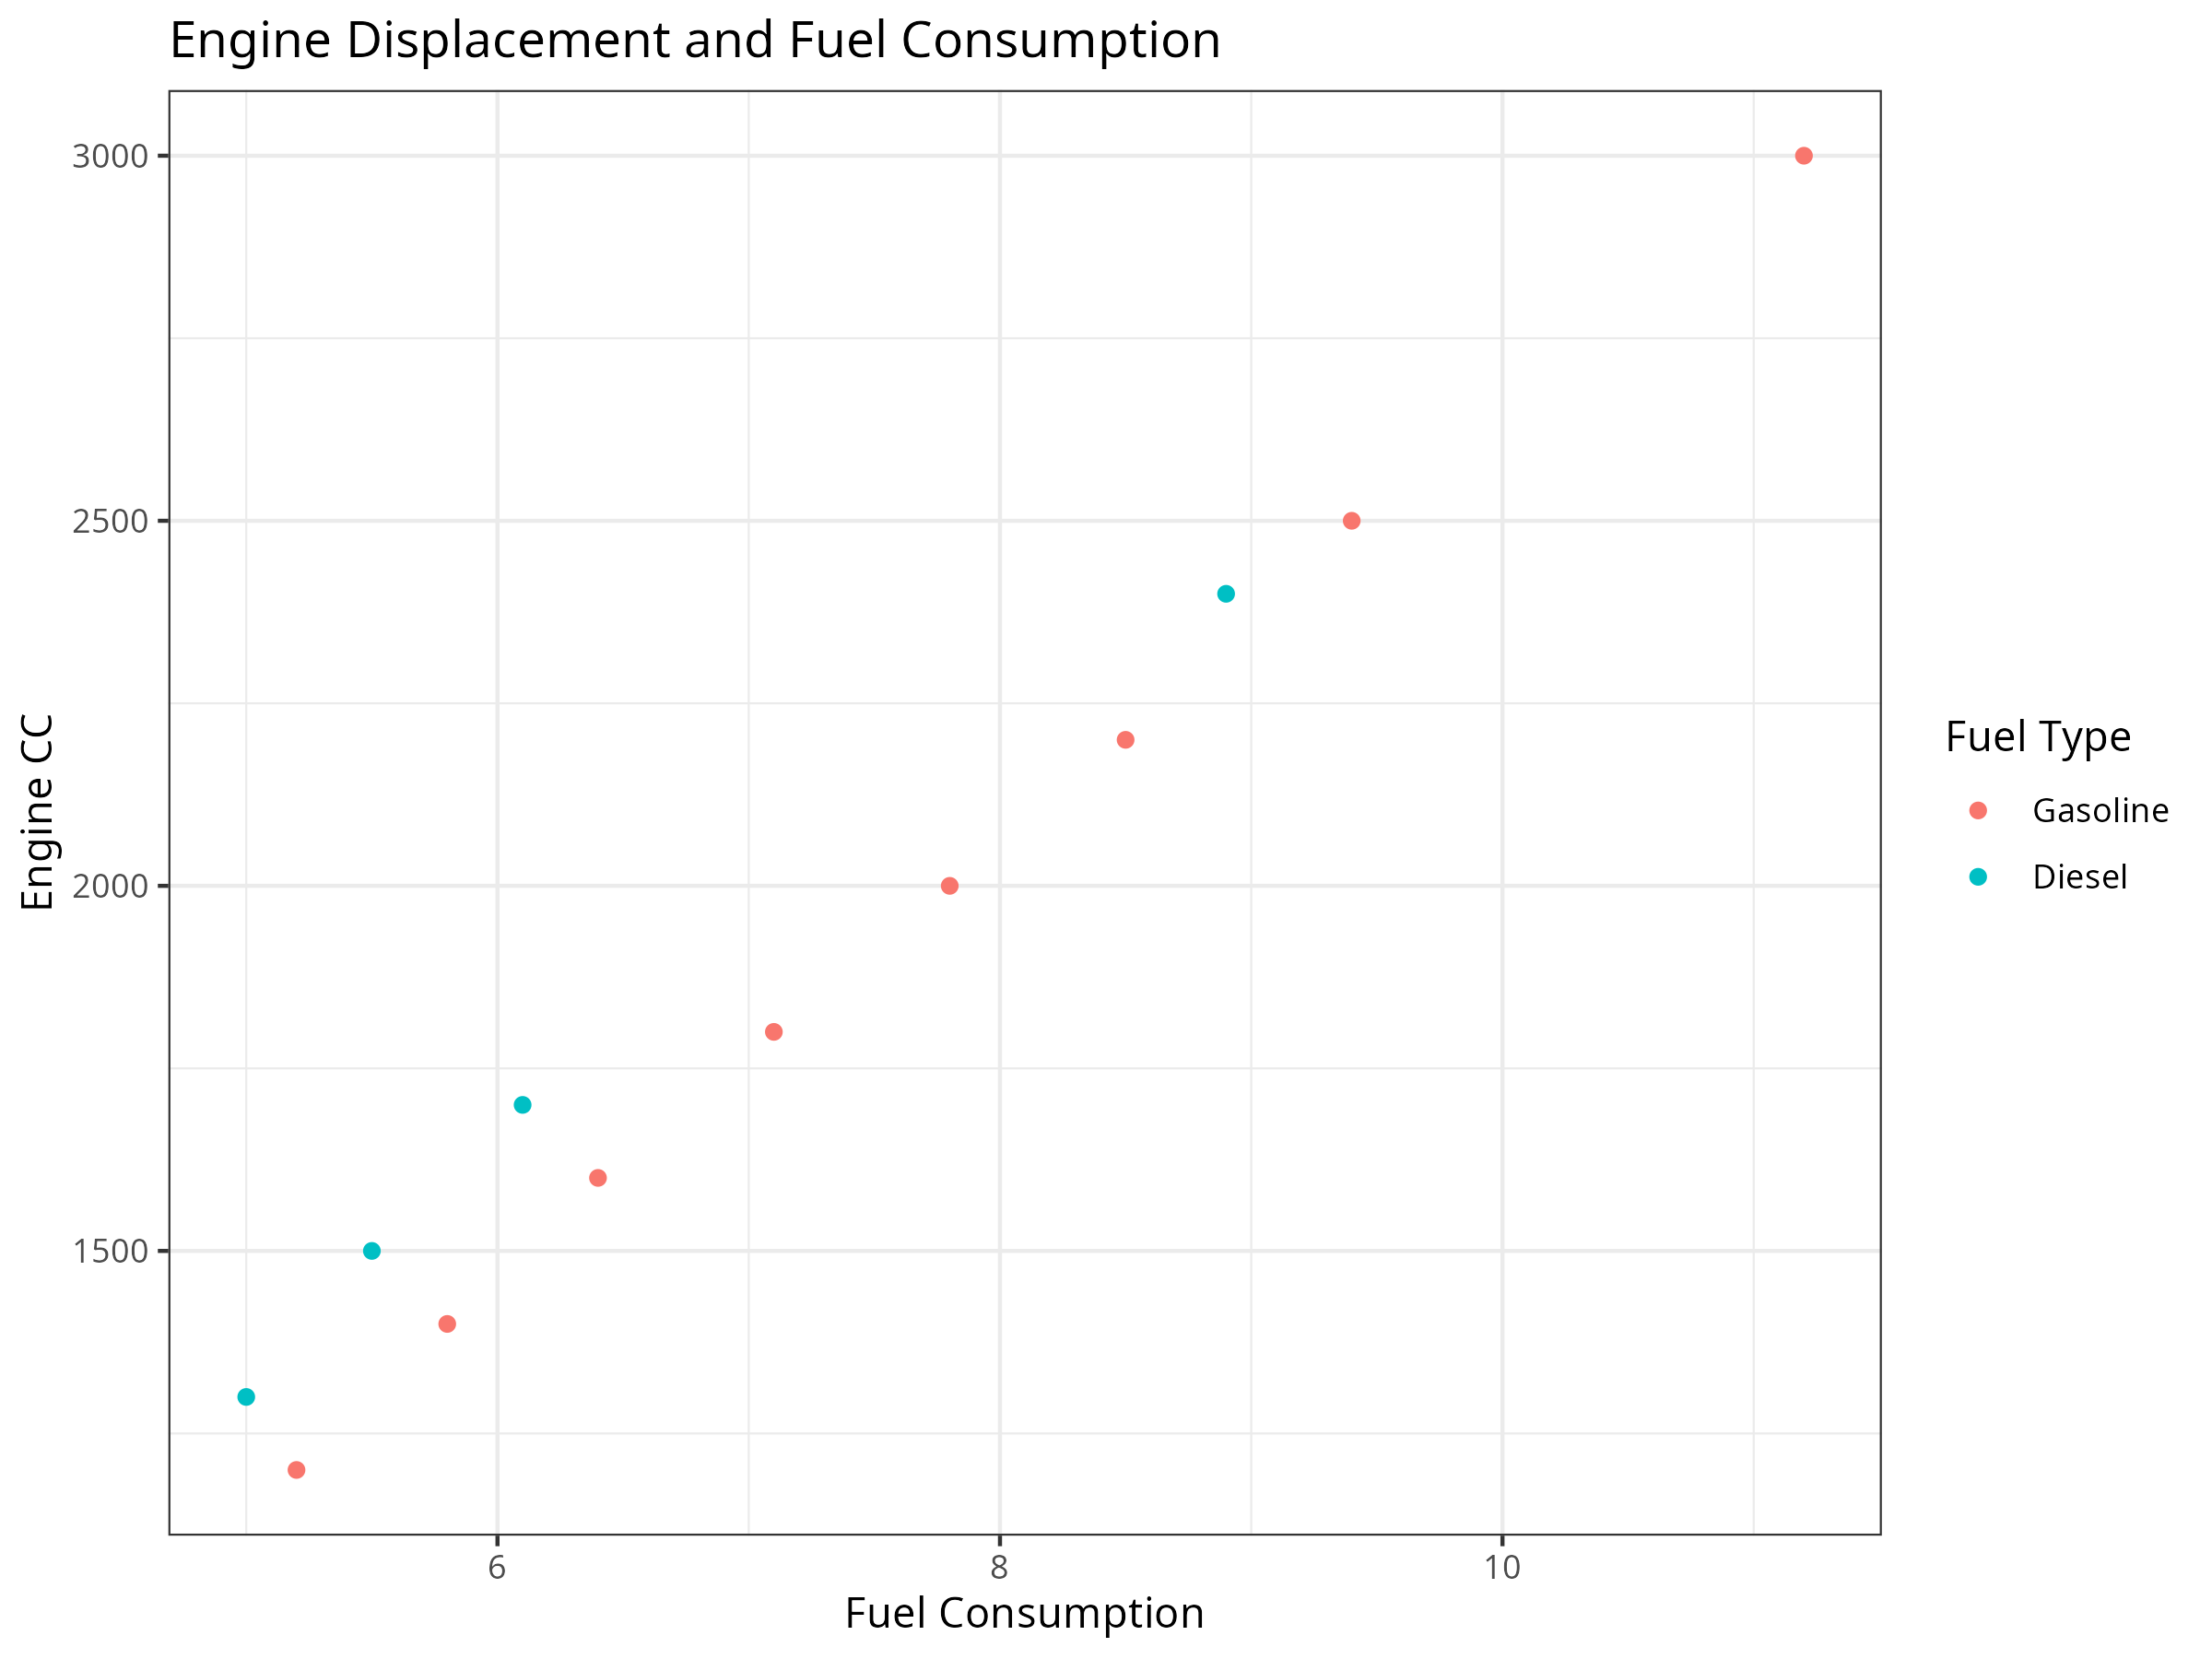 Engine Displacement and Fuel Consumption
3000
2500
2000
1500
Engine CC
6
8
10
Fuel Consumption
Fuel Type
Gasoline
Diesel